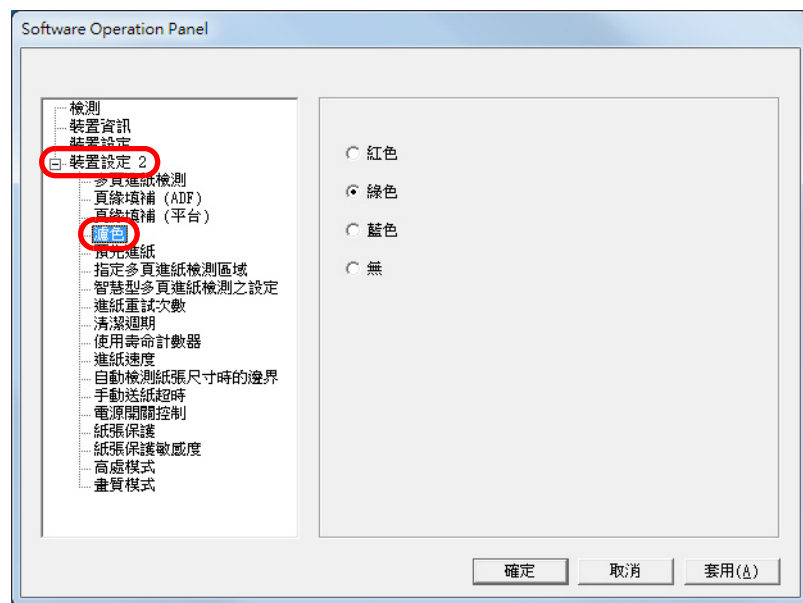 Software Operation Panel
檢測
裝置資訊
裝置設定
裝置設定 2
多頁進紙檢測
頁緣填補 (ADF)
頁緣填補 (平台)
濾色
預先進紙
指定多頁進紙檢測區域
智慧型多頁進紙檢測之設定
進紙重試次數
清潔週期
使用壽命計數器
進紙速度
自動檢測紙張尺寸時的邊界
手動送紙超時
電源開關控制
紙張保護
紙張保護敏感度
高處模式
畫質模式
紅色
綠色
藍色
無
確定
取消
套用(A)